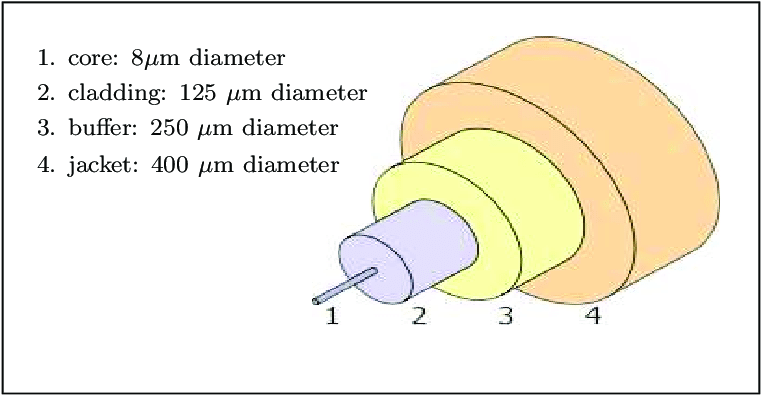 1. core: 8μm diameter
2. cladding: 125 μm diameter
3. buffer: 250 μm diameter
4. jacket: 400 μm diameter
1 2 3 4